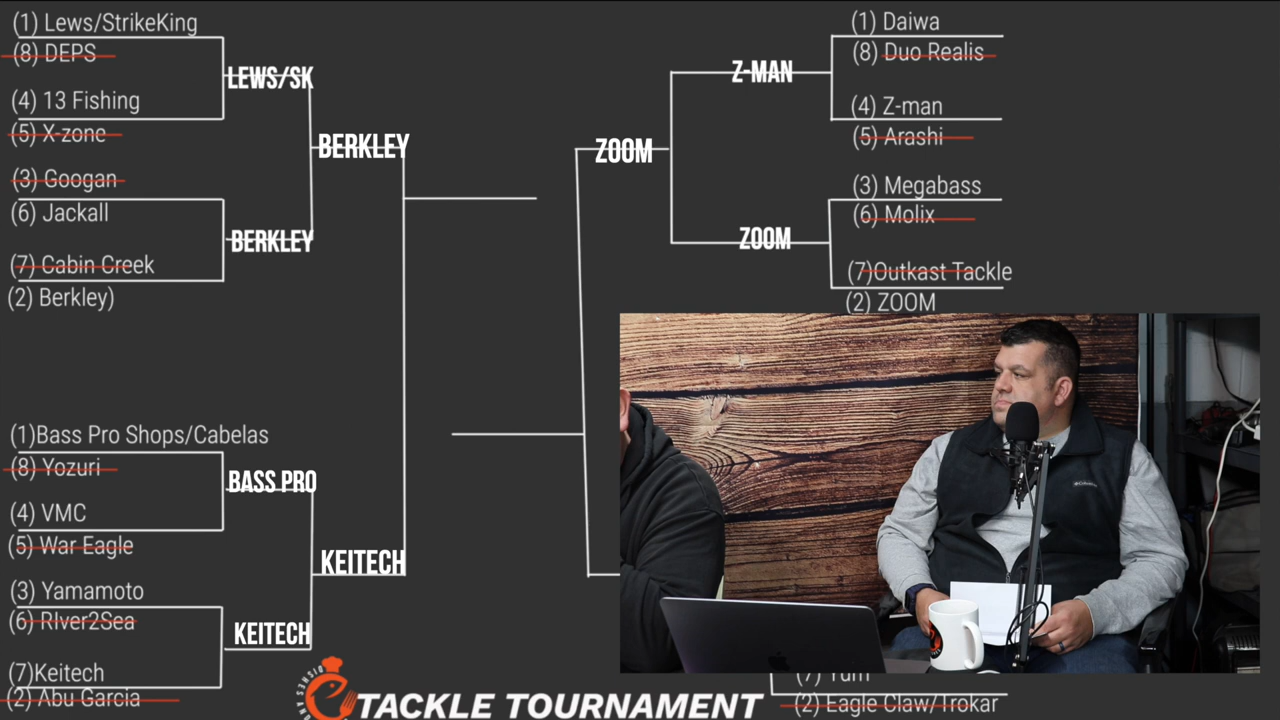 (1) Lews/StrikeKing
(8) DEPS
LEWS/SK
(4) 13 Fishing
(5) X-zone
BERKLEY
(3) Googan
(6) Jackall
BERKLEY
(7) Cabin Creek
(2) Berkley)
(1) Daiwa
(8) Duo Realis
Z-MAN
(4) Z-man
(5) Arashi
ZOOM
(3) Megabass
(6) Molix
ZOOM
(7)Outkast Tackle
(2) ZOOM
(1)Bass Pro Shops/Cabelas
(8) Yozuri
BASS PRO
(4) VMC
(5) War Eagle
KEITECH
(3) Yamamoto
(6) RIver2Sea
KEITECH
(7)Keitech
(2) Abu Garcia
(7) Yum
(2) Eagle Claw/Trokar
TACKLE TOURNAMENT
Columbia